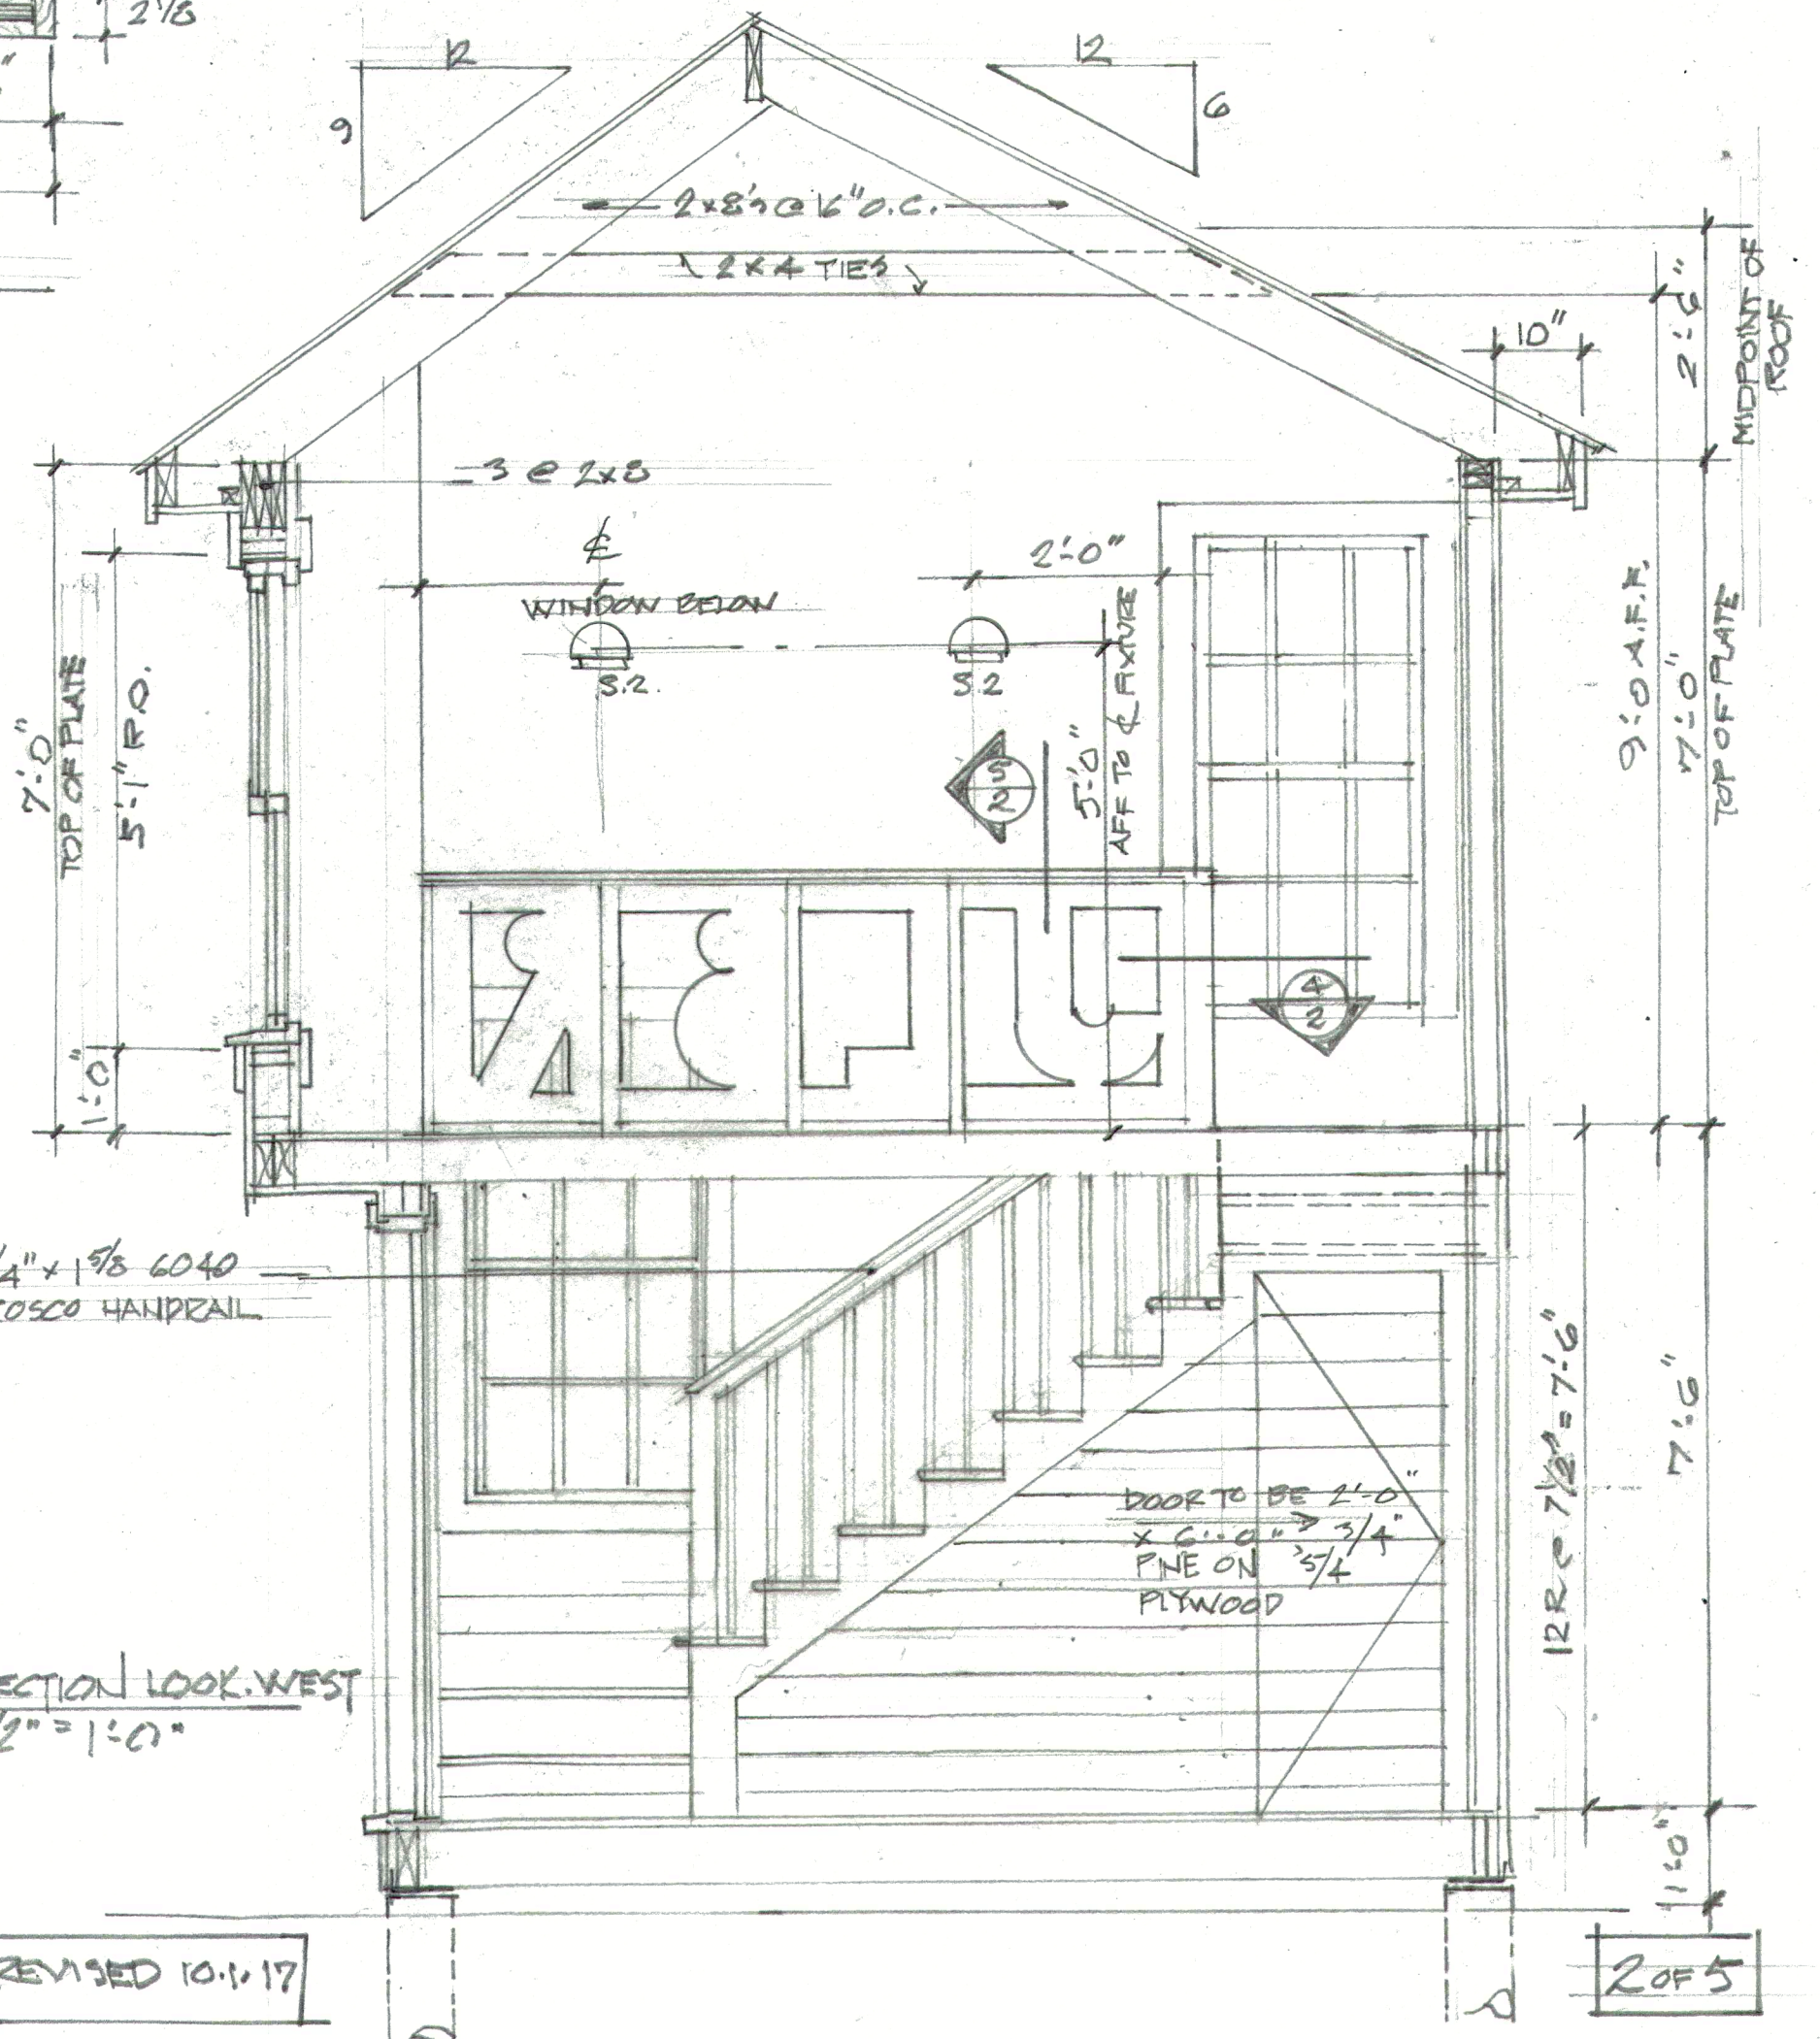 2 1/8
12
9
12
6
2x8's @ 16" O.C.
2x4 TIES
10"
2'-6"
MIDPOINT OF
ROOF
3 @ 2x8
℄
WINDOW BELOW
2'-0"
S.2.
S.2
5'-0"
AFF TO ℄ FIXTURE
7'-0"
TOP OF PLATE
5'-1" R.O.
1'-0"
9'-0 A.F.F.
7'-0"
TOP OF PLATE
5
2
4
2
/4" x 1 5/8 6040
COSCO HANDRAIL
DOOR TO BE 2'-0"
x 6'-0" 3/4"
PINE ON 5/4
PLYWOOD
12 R @ 7 1/2" = 7'-6"
7'-6"
1'-0"
ECTION LOOK. WEST
/2" = 1'-0"
REVISED 10.1.17
2 OF 5